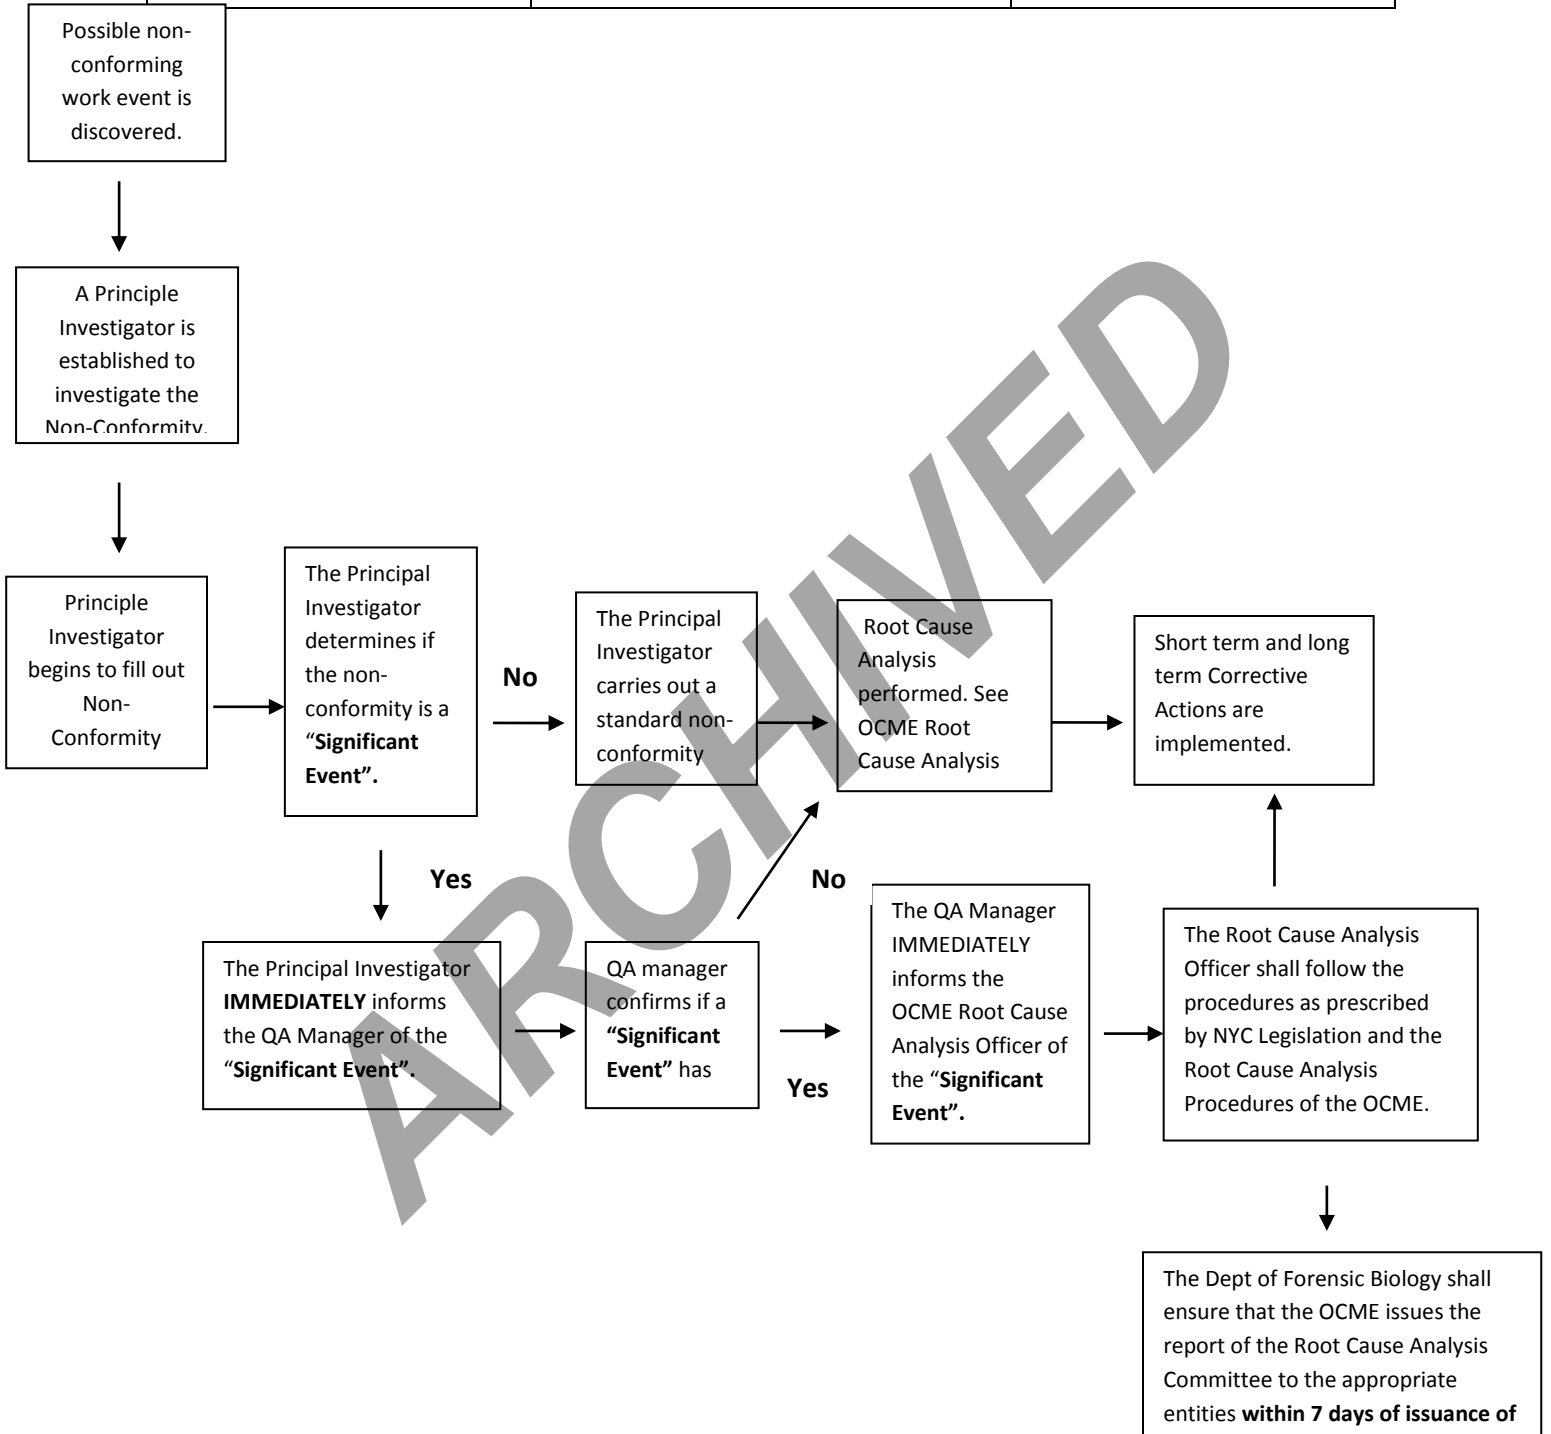 Possible non-
conforming
work event is
discovered.
A Principle
Investigator is
established to
investigate the
Non-Conformity.
Principle
Investigator
begins to fill out
Non-
Conformity
The Principal
Investigator
determines if
the non-
conformity is a
“Significant
Event”.
No
The Principal
Investigator
carries out a
standard non-
conformity
Root Cause
Analysis
performed. See
OCME Root
Cause Analysis
Short term and long
term Corrective
Actions are
implemented.
Yes
No
The Principal Investigator
IMMEDIATELY informs
the QA Manager of the
“Significant Event”.
QA manager
confirms if a
“Significant
Event” has
Yes
The QA Manager
IMMEDIATELY
informs the
OCME Root Cause
Analysis Officer of
the “Significant
Event”.
The Root Cause Analysis
Officer shall follow the
procedures as prescribed
by NYC Legislation and the
Root Cause Analysis
Procedures of the OCME.
The Dept of Forensic Biology shall
ensure that the OCME issues the
report of the Root Cause Analysis
Committee to the appropriate
entities within 7 days of issuance of
ARCHIVED